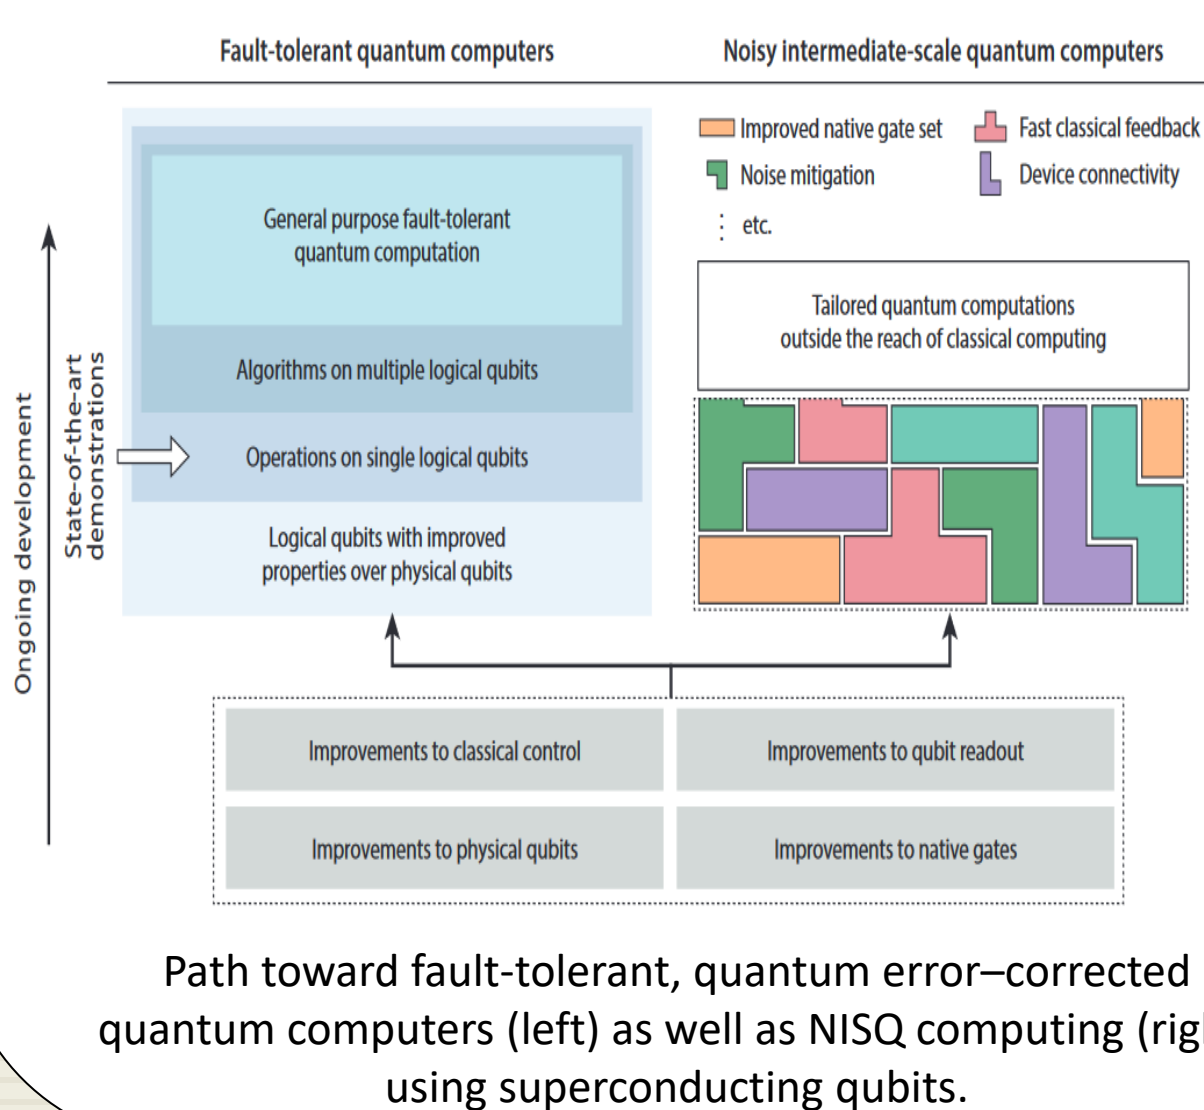 Fault-tolerant quantum computers
Noisy intermediate-scale quantum computers
Improved native gate set
Fast classical feedback
Noise mitigation
Device connectivity
⋮ etc.
General purpose fault-tolerant
quantum computation
Algorithms on multiple logical qubits
Operations on single logical qubits
Logical qubits with improved
properties over physical qubits
Tailored quantum computations
outside the reach of classical computing
Ongoing development
State-of-the-art
demonstrations
Improvements to classical control
Improvements to qubit readout
Improvements to physical qubits
Improvements to native gates
Path toward fault-tolerant, quantum error–corrected
quantum computers (left) as well as NISQ computing
using superconducting qubits.